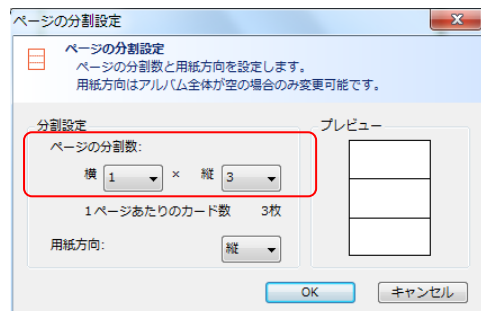 ページの分割設定
ページの分割設定
ページの分割数と用紙方向を設定します。
用紙方向はアルバム全体が空の場合のみ変更可能です。
分割設定
プレビュー
ページの分割数:
横 1 × 縦 3
1ページあたりのカード数 3枚
用紙方向: 縦
OK キャンセル